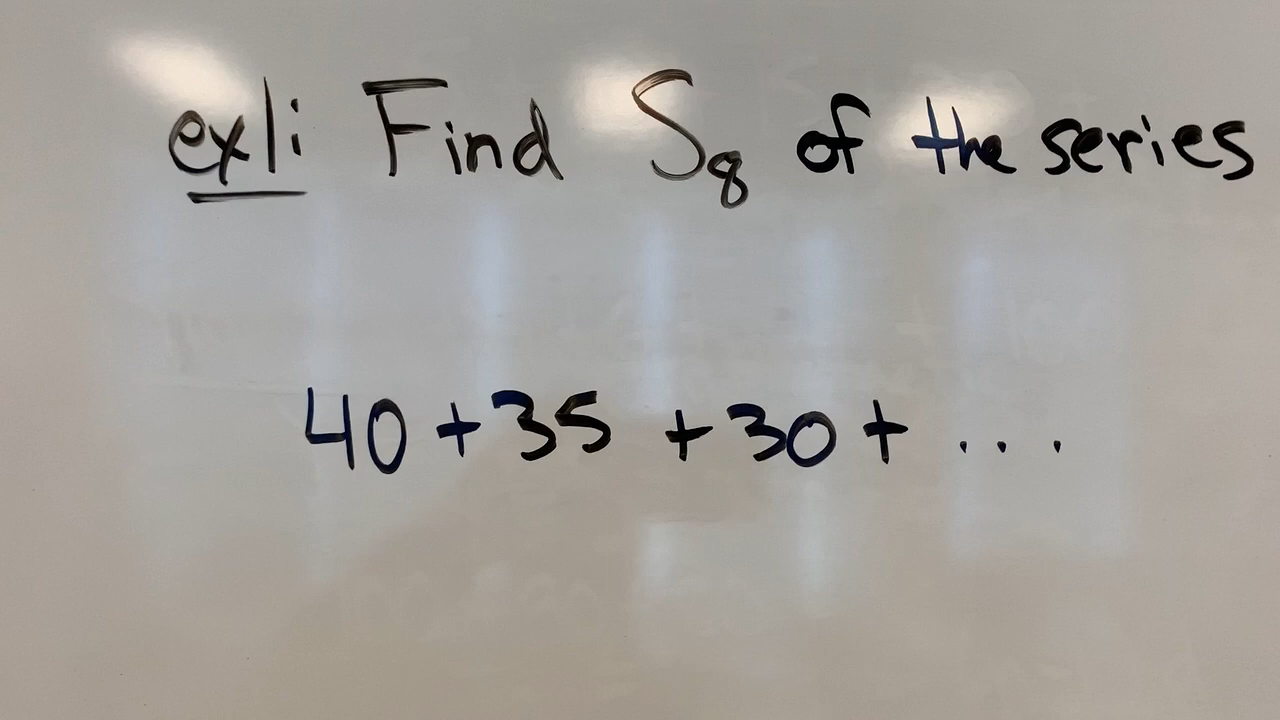 ex1: Find S₈ of the series
40 + 35 + 30 + ...